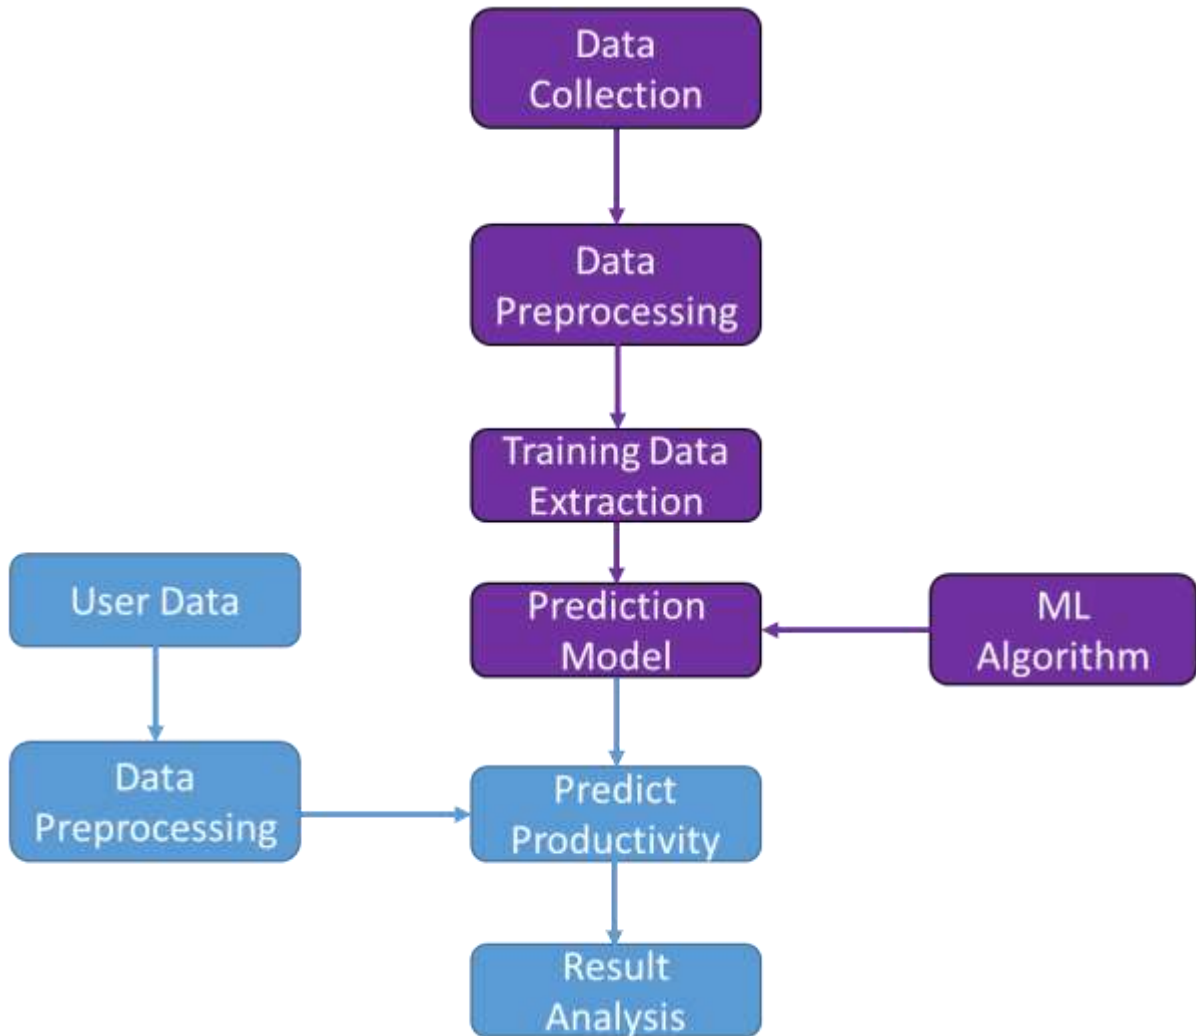 Data
Collection
Data
Preprocessing
Training Data
Extraction
User Data
Prediction
Model
ML
Algorithm
Data
Preprocessing
Predict
Productivity
Result
Analysis